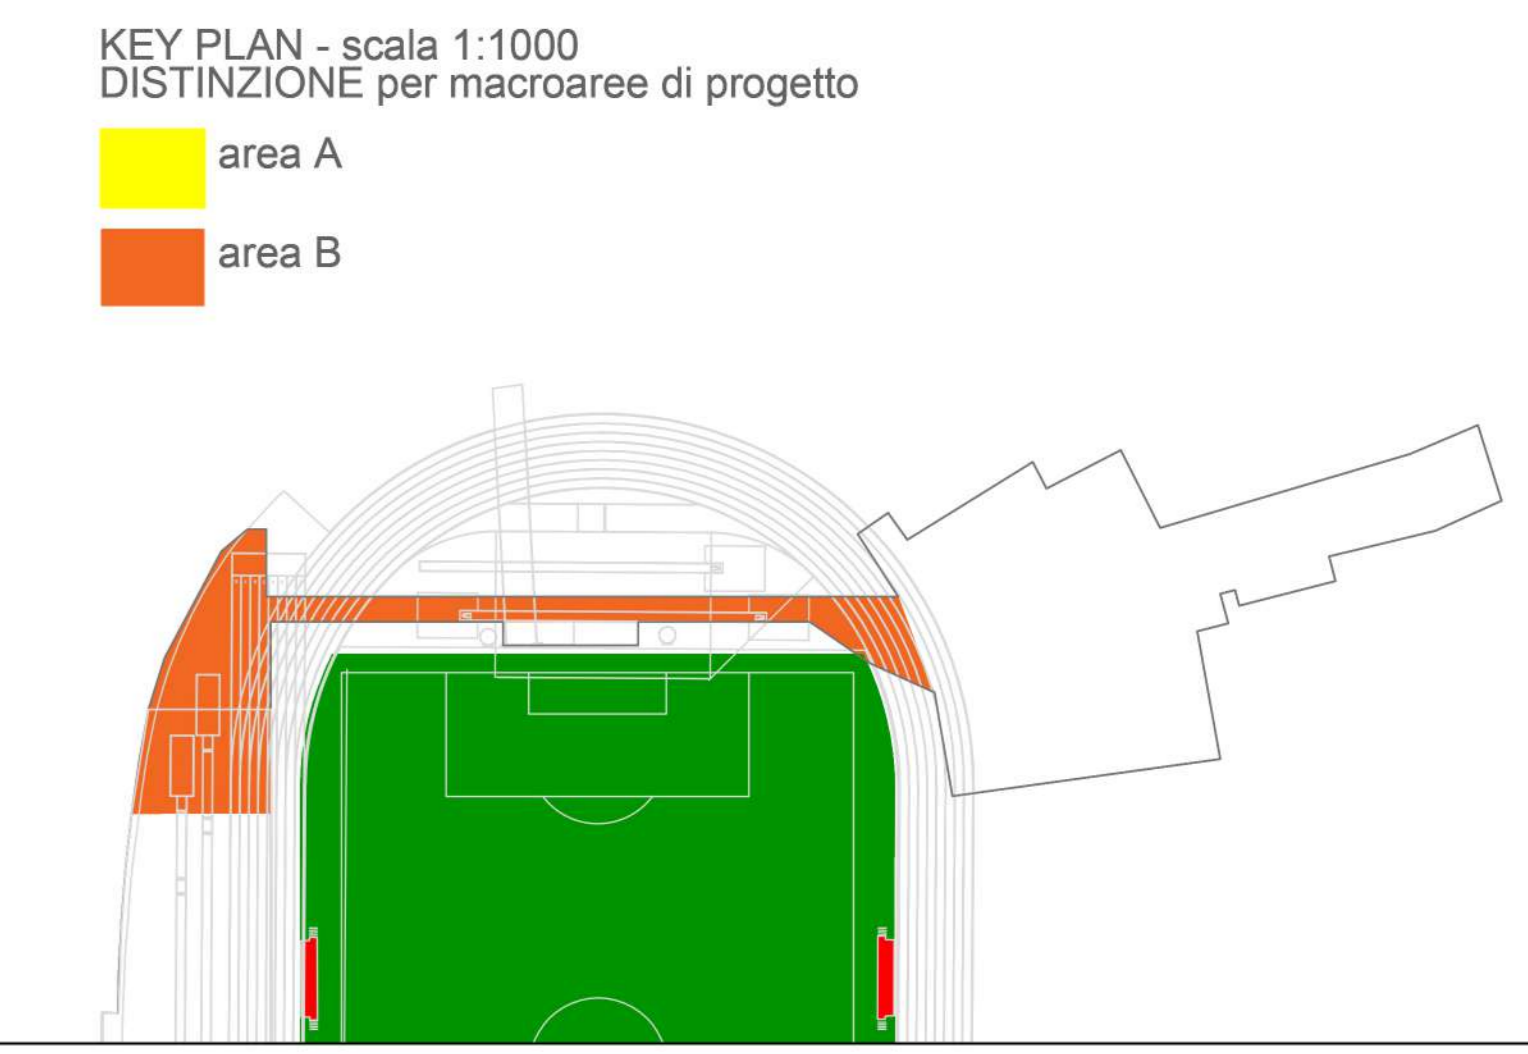 KEY PLAN - scala 1:1000
DISTINZIONE per macroaree di progetto
area A
area B